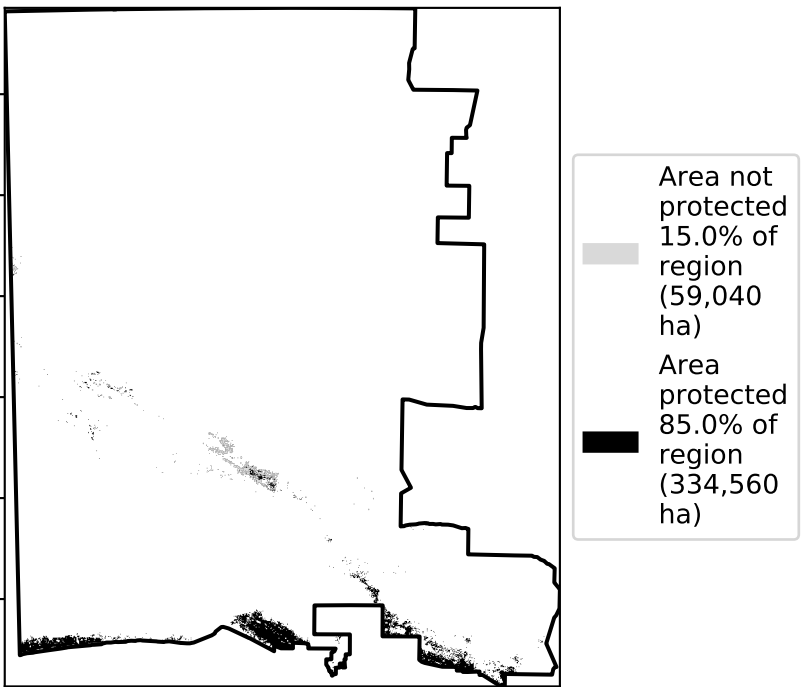 Area not
protected
15.0% of
region
(59,040
ha)
Area
protected
85.0% of
region
(334,560
ha)